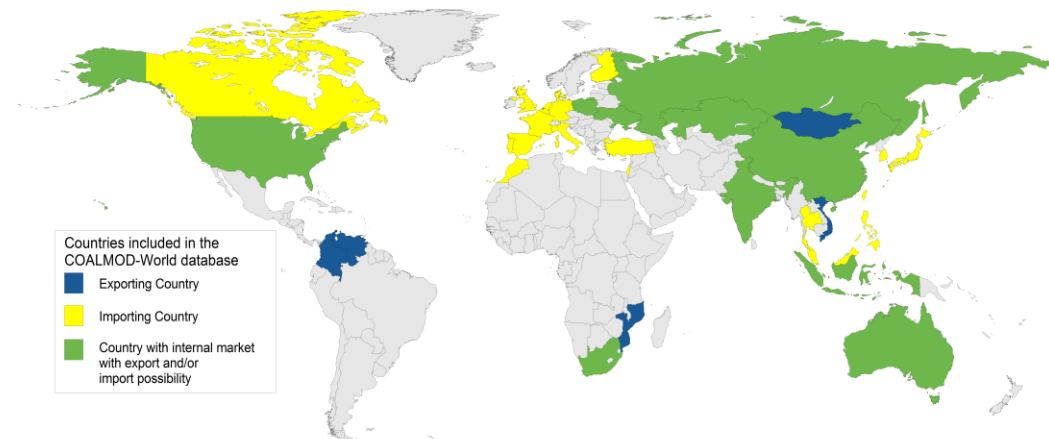 Countries included in the
COALMOD-World database
Exporting Country
Importing Country
Country with internal market
with export and/or
import possibility